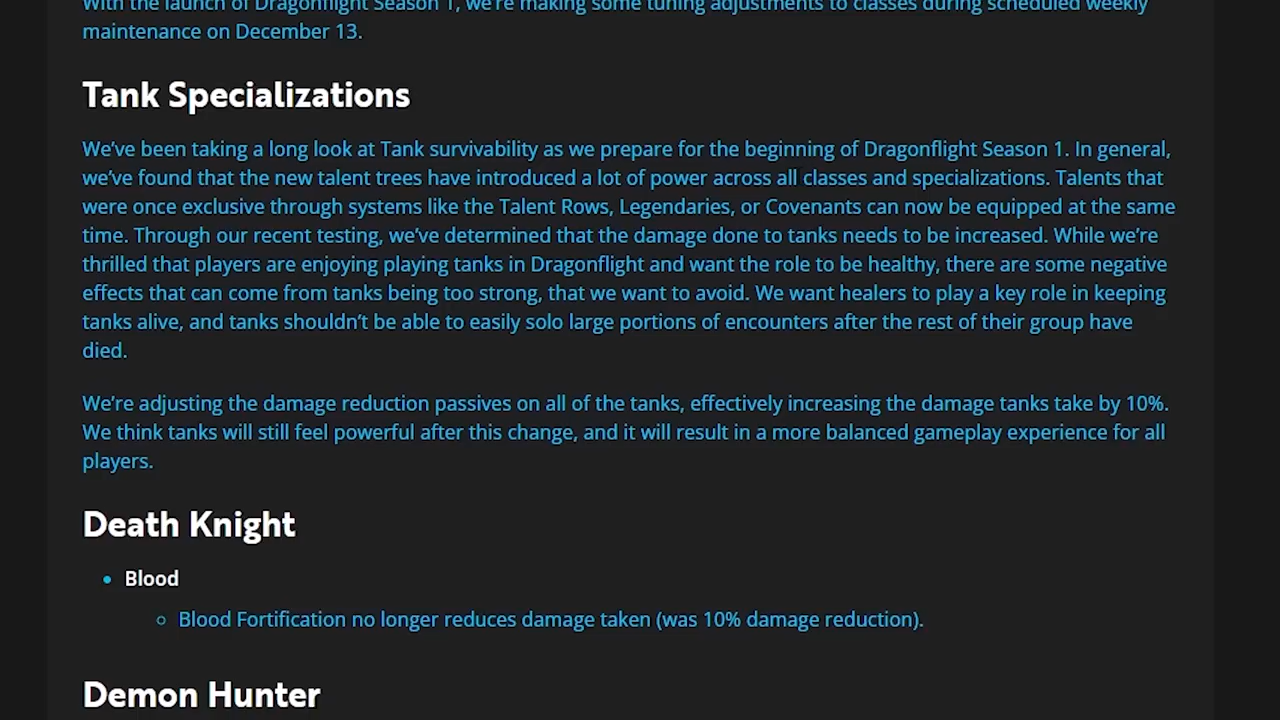 With the launch of Dragonflight Season 1, we're making some tuning adjustments to classes during scheduled weekly
maintenance on December 13.
Tank Specializations
We’ve been taking a long look at Tank survivability as we prepare for the beginning of Dragonflight Season 1. In general,
we’ve found that the new talent trees have introduced a lot of power across all classes and specializations. Talents that
were once exclusive through systems like the Talent Rows, Legendaries, or Covenants can now be equipped at the same
time. Through our recent testing, we’ve determined that the damage done to tanks needs to be increased. While we’re
thrilled that players are enjoying playing tanks in Dragonflight and want the role to be healthy, there are some negative
effects that can come from tanks being too strong, that we want to avoid. We want healers to play a key role in keeping
tanks alive, and tanks shouldn’t be able to easily solo large portions of encounters after the rest of their group have
died.
We’re adjusting the damage reduction passives on all of the tanks, effectively increasing the damage tanks take by 10%.
We think tanks will still feel powerful after this change, and it will result in a more balanced gameplay experience for all
players.
Death Knight
• Blood
◦ Blood Fortification no longer reduces damage taken (was 10% damage reduction).
Demon Hunter